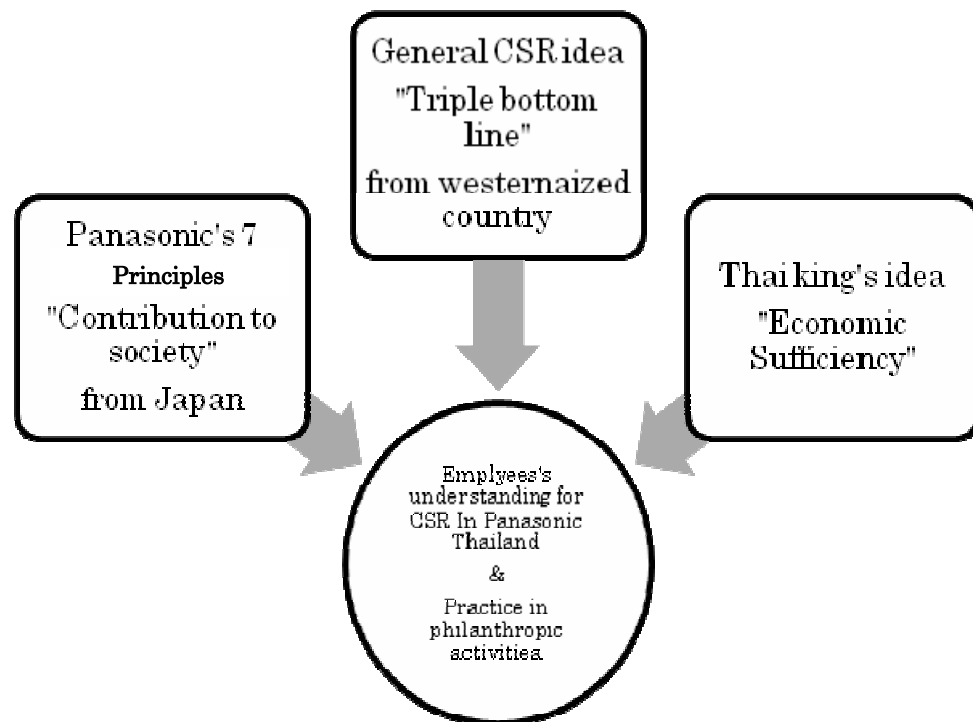 General CSR idea
"Triple bottom
line"
from westernaized
country
Panasonic's 7
Principles
"Contribution to
society"
from Japan
Thai king's idea
"Economic
Sufficiency"
Emplyees's
understanding for
CSR In Panasonic
Thailand
&
Practice in
philanthropic
activitiea.